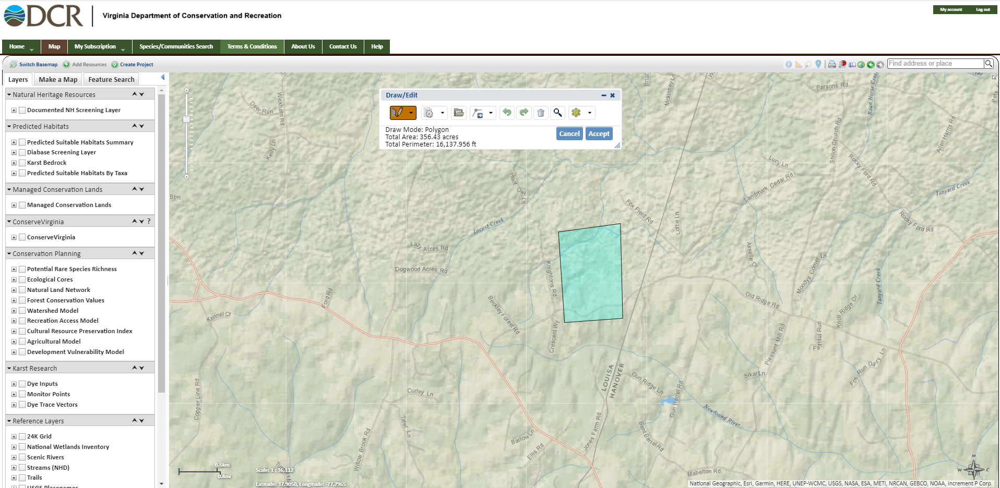 DCR
Virginia Department of Conservation and Recreation
My account Log out
Home Map My Subscription Species/Communities Search Terms & Conditions About Us Contact Us Help
Switch Basemap Add Resources Create Project
Find address or place
Layers Make a Map Feature Search
Natural Heritage Resources
Documented NH Screening Layer
Predicted Habitats
Predicted Suitable Habitats Summary
Diabase Screening Layer
Karst Bedrock
Predicted Suitable Habitats By Taxa
Managed Conservation Lands
Managed Conservation Lands
ConserveVirginia ?
ConserveVirginia
Conservation Planning
Potential Rare Species Richness
Ecological Cores
Natural Land Network
Forest Conservation Values
Watershed Model
Recreation Access Model
Cultural Resource Preservation Index
Agricultural Model
Development Vulnerability Model
Karst Research
Dye Inputs
Monitor Points
Dye Trace Vectors
Reference Layers
24K Grid
National Wetlands Inventory
Scenic Rivers
Streams (NHD)
Trails
USGS Placenames
Draw/Edit
Draw Mode: Polygon
Total Area: 356.43 acres
Total Perimeter: 16,137.956 ft
Cancel Accept
Deer Run
Wickham Rd
Kelly Ln
Briar
Mckinney Ln
Parsons Rd
Roan Horse Creek
Pets
Shiloh Church Rd
Allen Harris Rd
Lucy Ln
Rocky Ford Rd
Landmark Cedar Rd
Tanyard Creek
Rocky Ford Rd
Hoot Owl Ln
Btrn
Fox Field Rd
Lottie Ln
Locust Creek
Lazy Acres Rd
Dogwood Acres Rd
Knightons Rd
Axselle Dr
Moodys Corner Ln
Tanyard Creek
Ford Rd
Kennel Ct
Beckley Forest Rd
Crescent Wy
Old Ridge Rd
Knoll Ridge Dr
Pleasant Mill Rd
Faithful Run
Fox Run Dairy Ln
Sikar Ln
LOUISA
HANOVER
Gun Ridge Ln
Gun Barrel Rd
Newfound River
Copper Line Rd
Curley Ln
Tater Ln
Willow Brock Rd
Barlow Ln
Ellis Rd
Jones Farm Rd
Bent Barrel Rd
Mabelton Rd
0.6km
0.4mi
Scale: 1 : 36,112
Latitude: 37.9050, Longitude: -77.7965
N
W E
National Geographic, Esri, Garmin, HERE, UNEP-WCMC, USGS, NASA, ESA, METI, NRCAN, GEBCO, NOAA, increment P Corp.